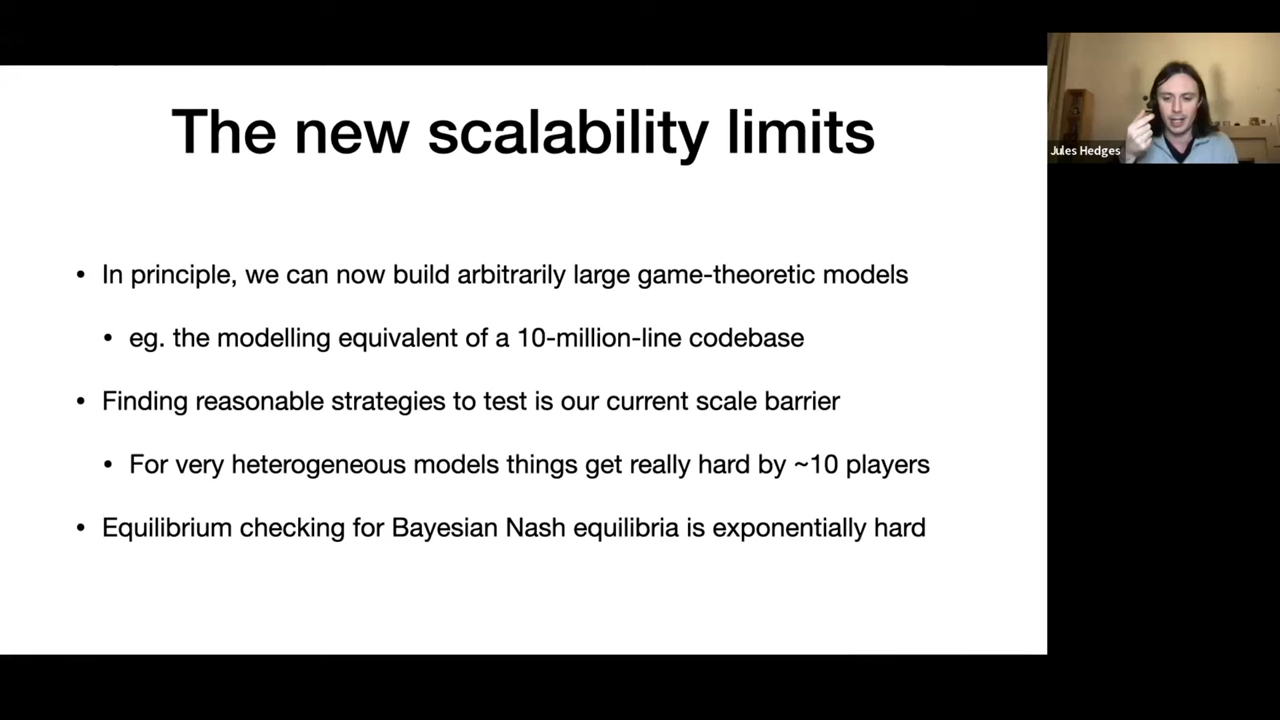 The new scalability limits
• In principle, we can now build arbitrarily large game-theoretic models
• eg. the modelling equivalent of a 10-million-line codebase
• Finding reasonable strategies to test is our current scale barrier
• For very heterogeneous models things get really hard by ~10 players
• Equilibrium checking for Bayesian Nash equilibria is exponentially hard
Jules Hedges